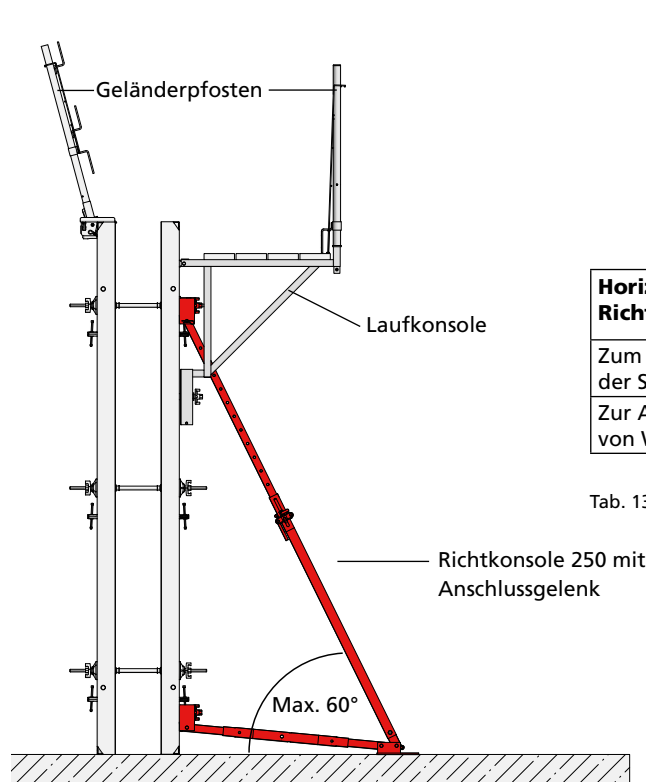 Geländerpfosten
Laufkonsole
Zum
der
Zur
von
Tab. 13
Richtkonsole 250 mit
Anschlussgelenk
Max. 60°